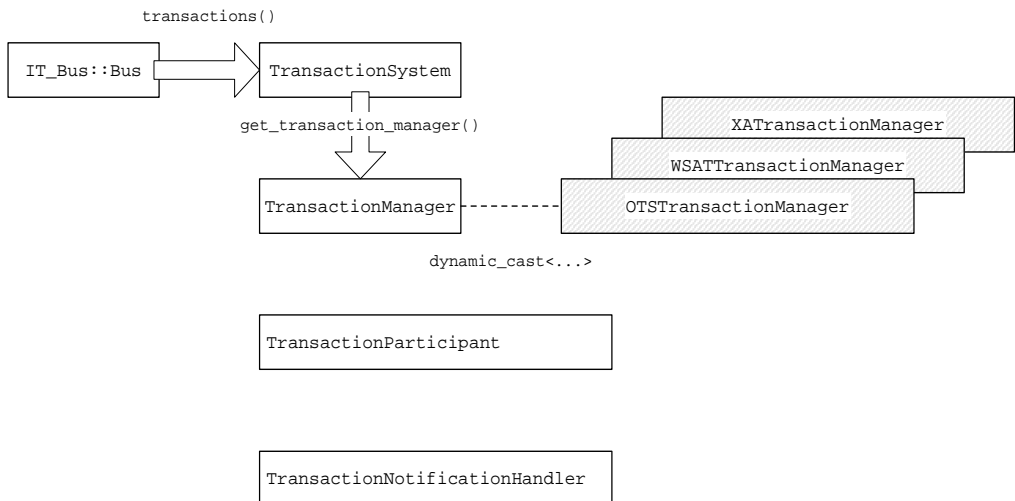 transactions()
IT_Bus::Bus
TransactionSystem
get_transaction_manager()
XATransactionManager
WSATTransactionManager
TransactionManager
OTSTransactionManager
dynamic_cast<...>
TransactionParticipant
TransactionNotificationHandler